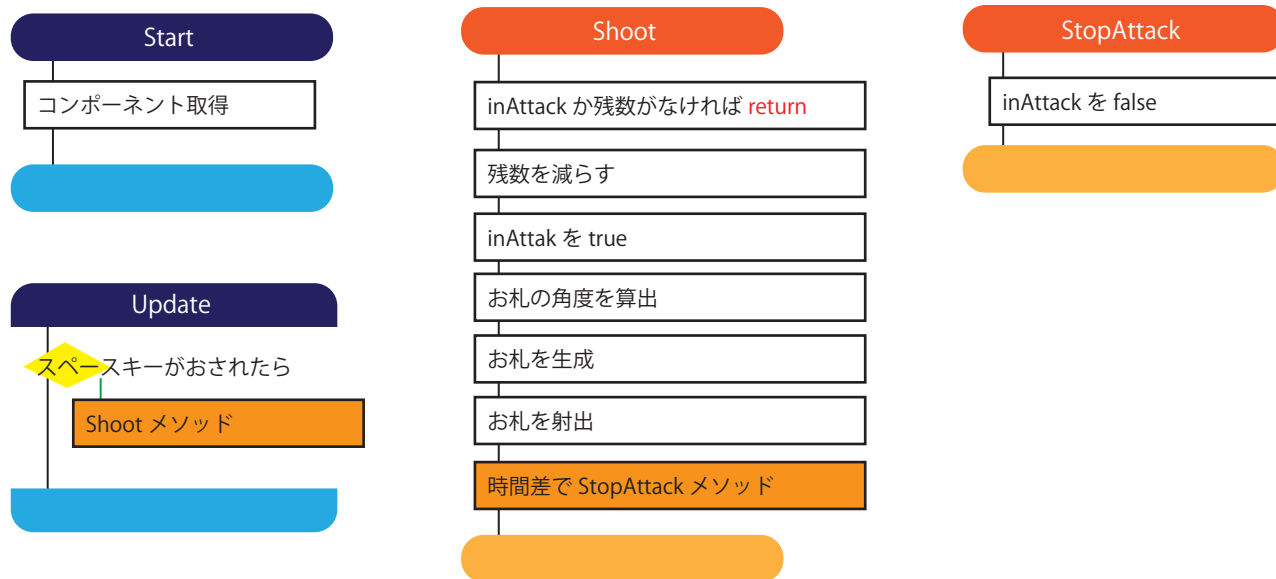 Start
コンポーネント取得
Update
スペースキーがおされたら
Shoot メソッド
Shoot
inAttack か残数がなければ return
残数を減らす
inAttak を true
お札の角度を算出
お札を生成
お札を射出
時間差で StopAttack メソッド
StopAttack
inAttack を false